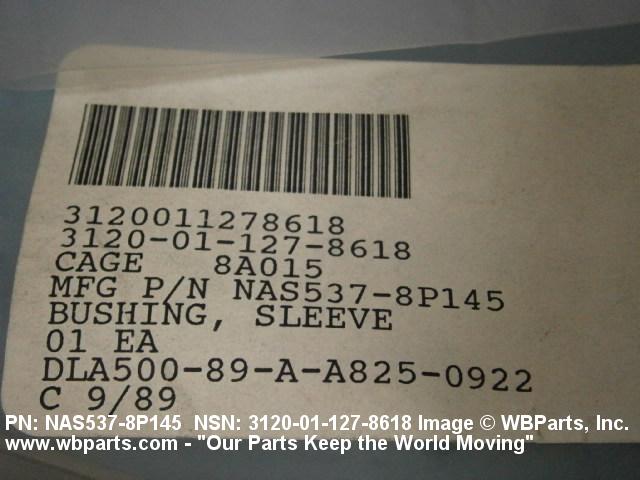 3120011278618
3120-01-127-8618
CAGE 8A015
MFG P/N NAS537-8P145
BUSHING, SLEEVE
01 EA
DLA500-89-A-A825-0922
C 9/89
PN: NAS537-8P145 NSN: 3120-01-127-8618 Image © WBParts, Inc.
www.wbparts.com - "Our Parts Keep the World Moving"